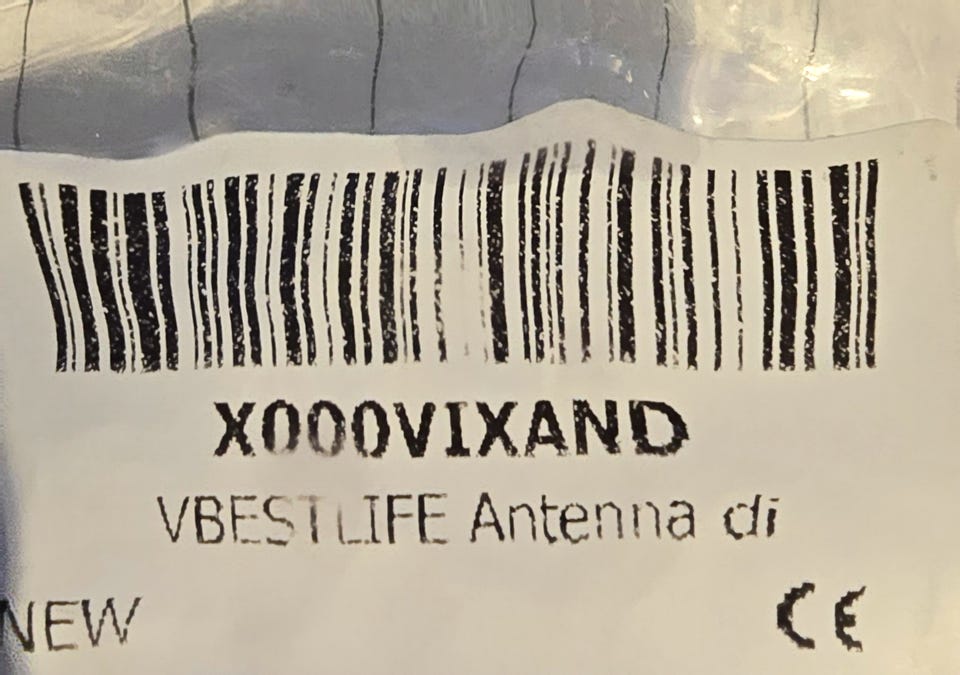 X000VIXAND
VBESTLIFE Antenna di
NEW
CE